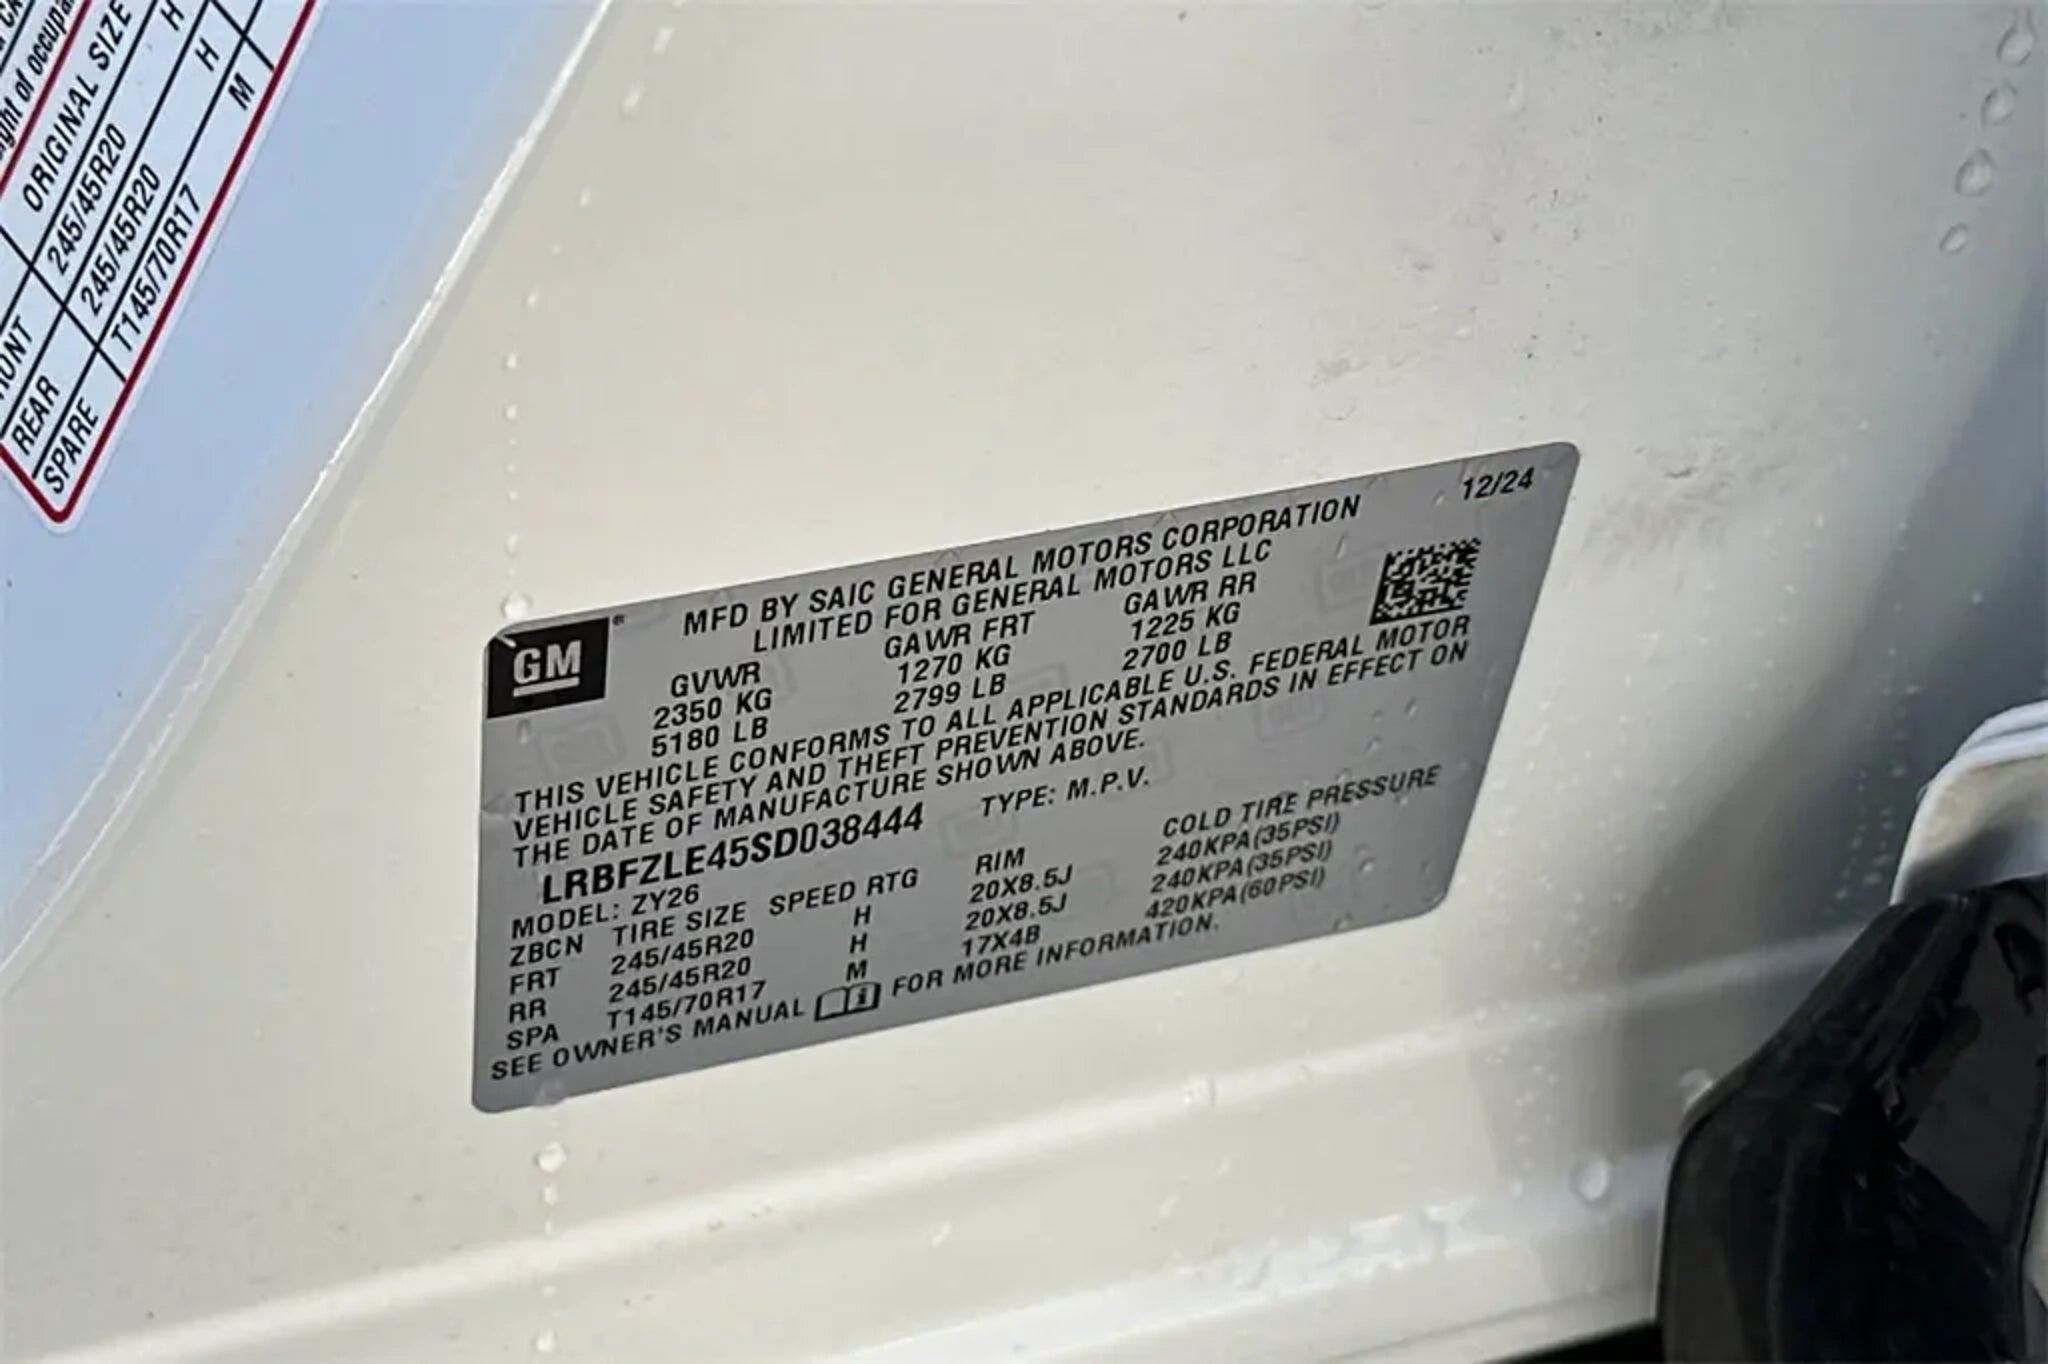 ight of occupa
ORIGINAL SIZE
245/45R20 H
REAR 245/45R20 H
SPARE T145/70R17 M
12/24
GM®
MFD BY SAIC GENERAL MOTORS CORPORATION
LIMITED FOR GENERAL MOTORS LLC
GVWR GAWR FRT GAWR RR
2350 KG 1270 KG 1225 KG
5180 LB 2799 LB 2700 LB
THIS VEHICLE CONFORMS TO ALL APPLICABLE U.S. FEDERAL MOTOR
VEHICLE SAFETY AND THEFT PREVENTION STANDARDS IN EFFECT ON
THE DATE OF MANUFACTURE SHOWN ABOVE.
LRBFZLE45SD038444 TYPE: M.P.V.
MODEL: ZY26
ZBCN TIRE SIZE SPEED RTG RIM COLD TIRE PRESSURE
FRT 245/45R20 H 20X8.5J 240KPA(35PSI)
RR 245/45R20 H 20X8.5J 240KPA(35PSI)
SPA T145/70R17 M 17X4B 420KPA(60PSI)
SEE OWNER'S MANUAL FOR MORE INFORMATION.